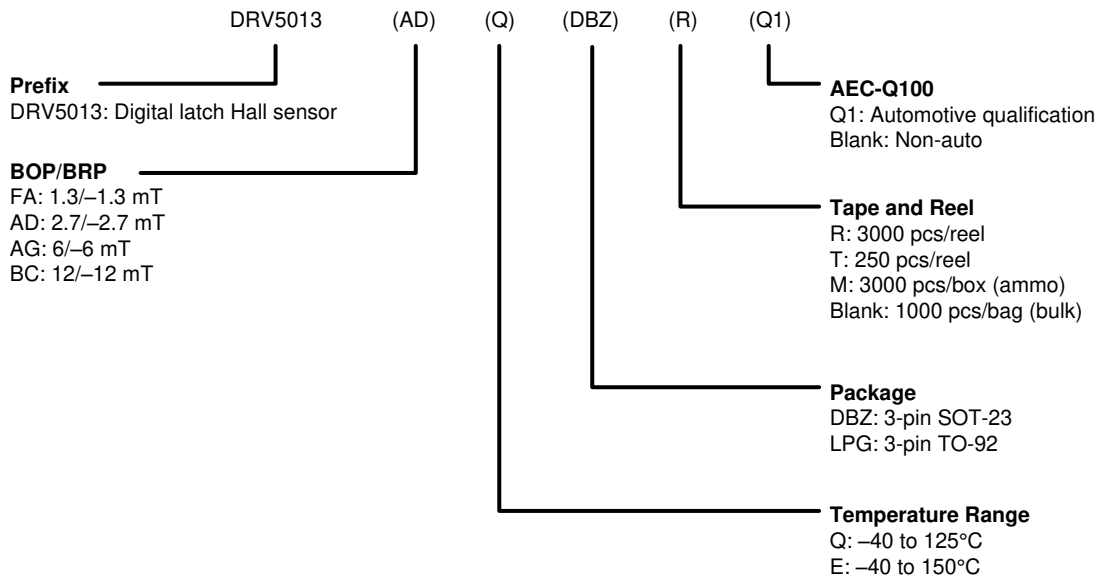 DRV5013 (AD) (Q) (DBZ) (R) (Q1)
Prefix
DRV5013: Digital latch Hall sensor
BOP/BRP
FA: 1.3/–1.3 mT
AD: 2.7/–2.7 mT
AG: 6/–6 mT
BC: 12/–12 mT
AEC-Q100
Q1: Automotive qualification
Blank: Non-auto
Tape and Reel
R: 3000 pcs/reel
T: 250 pcs/reel
M: 3000 pcs/box (ammo)
Blank: 1000 pcs/bag (bulk)
Package
DBZ: 3-pin SOT-23
LPG: 3-pin TO-92
Temperature Range
Q: –40 to 125°C
E: –40 to 150°C